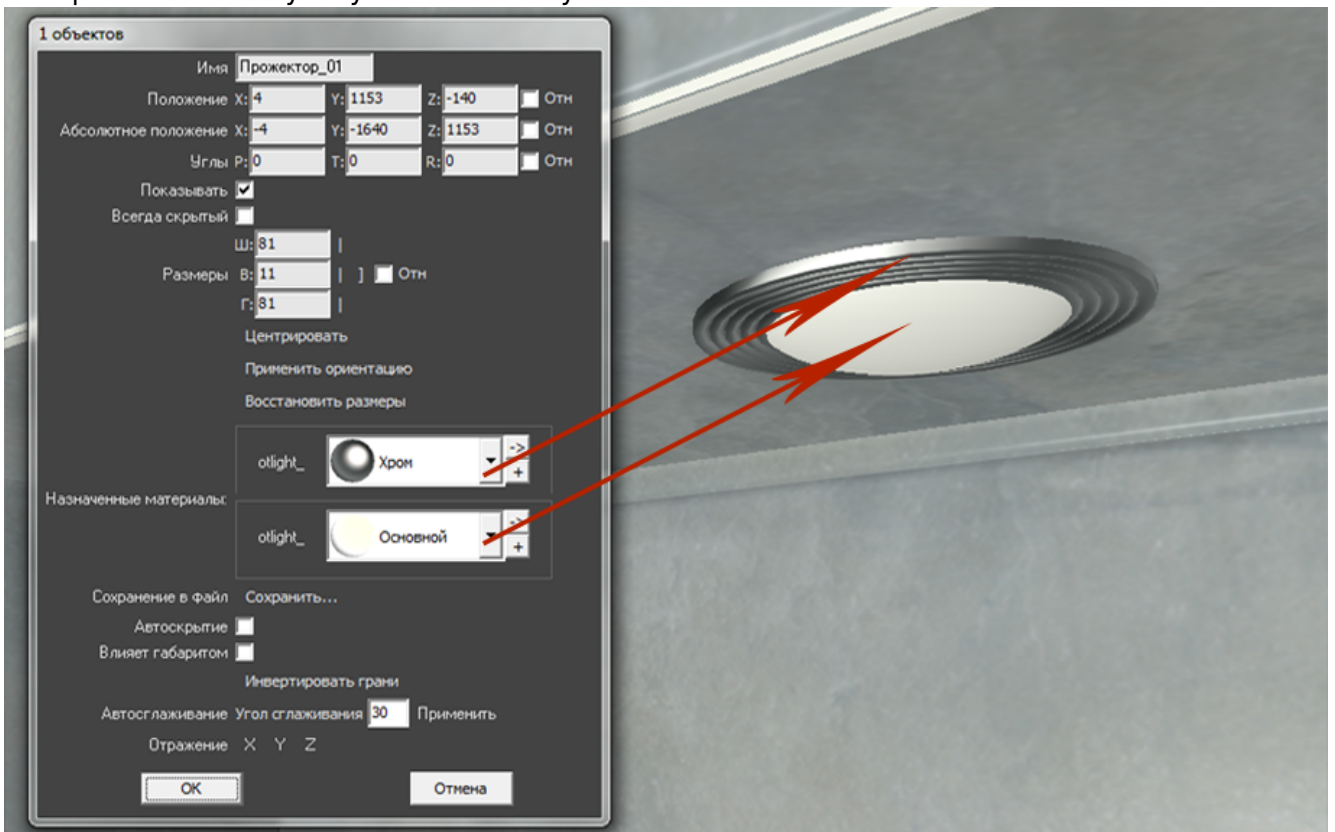 1 объектов
Имя Прожектор_01
Положение X: 4 Y: 1153 Z: -140 Отн
Абсолютное положение X: -4 Y: -1640 Z: 1153 Отн
Углы P: 0 T: 0 R: 0 Отн
Показывать
Всегда скрытый
Ш: 81 |
Размеры В: 11 | ] Отн
Г: 81 |
Центрировать
Применить ориентацию
Восстановить размеры
otlight_ Хром -> +
Назначенные материалы:
otlight_ Основной -> +
Сохранение в файл Сохранить...
Автоскрытие
Влияет габаритом
Инвертировать грани
Автосглаживание Угол сглаживания 30 Применить
Отражение X Y Z
OK Отмена